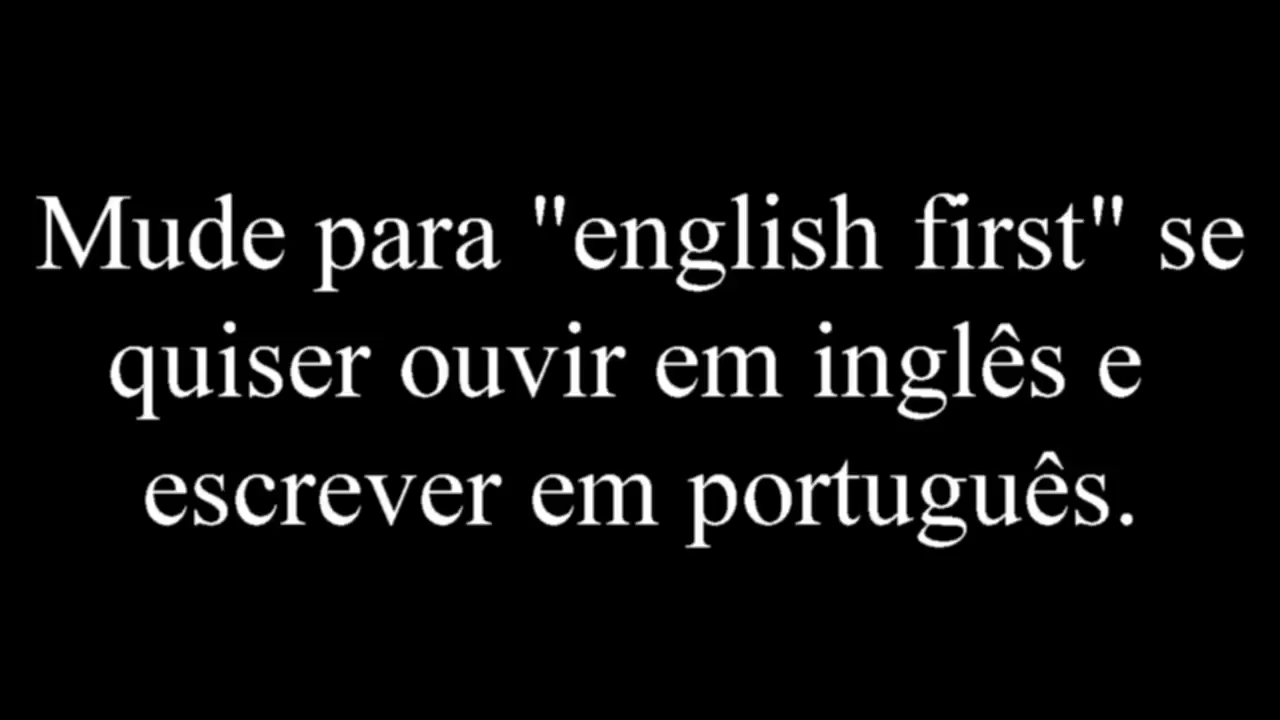 Mude para "english first" se
quiser ouvir em inglês e
escrever em português.